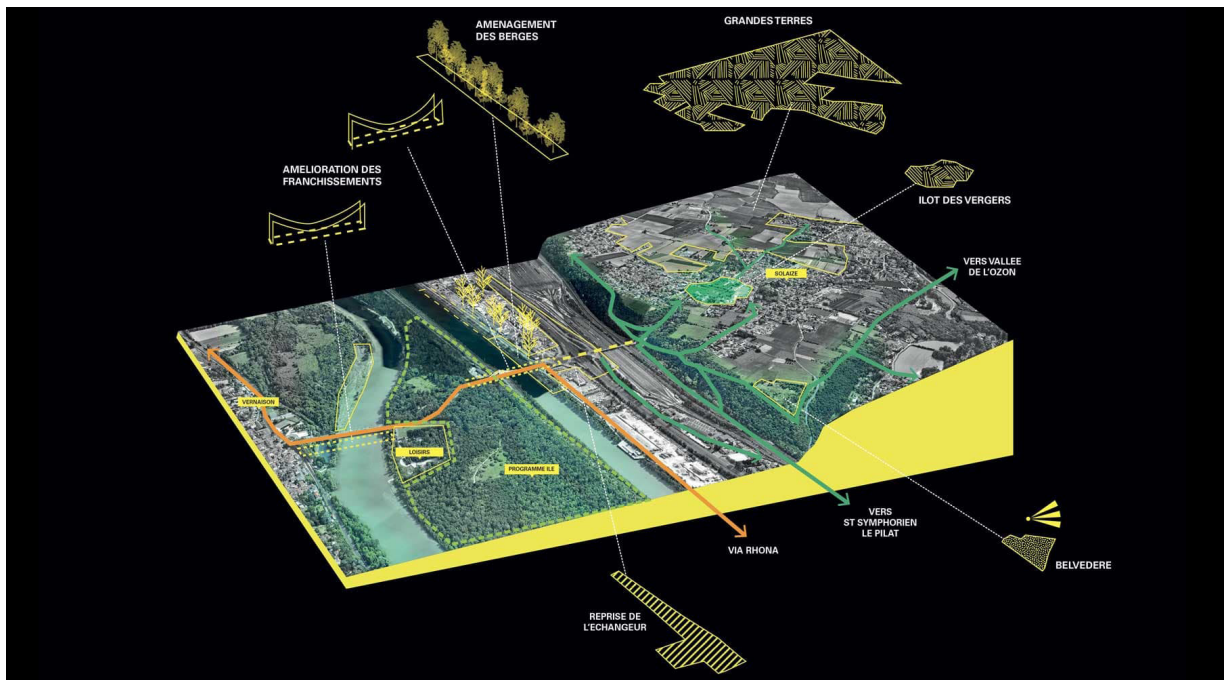 AMENAGEMENT
DES BERGES
GRANDES TERRES
AMELIORATION DES
FRANCHISSEMENTS
ILOT DES VERGERS
SOLAIZE
VERS VALLEE
DE L'OZON
VERNAISON
LOISIRS
PROGRAMME ILE
VERS
ST SYMPHORIEN
LE PILAT
VIA RHONA
BELVEDERE
REPRISE DE
L'ECHANGEUR